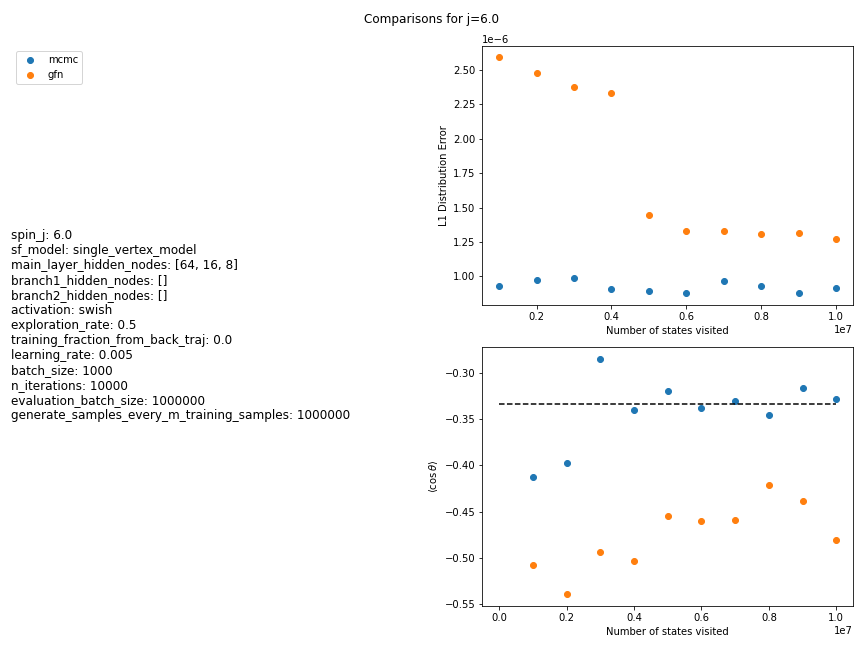 Comparisons for j=6.0
mcmc
gfn
spin_j: 6.0
sf_model: single_vertex_model
main_layer_hidden_nodes: [64, 16, 8]
branch1_hidden_nodes: []
branch2_hidden_nodes: []
activation: swish
exploration_rate: 0.5
training_fraction_from_back_traj: 0.0
learning_rate: 0.005
batch_size: 1000
n_iterations: 10000
evaluation_batch_size: 1000000
generate_samples_every_m_training_samples: 1000000
1e−6
2.50
2.25
2.00
1.75
1.50
1.25
1.00
L1 Distribution Error
0.2 0.4 0.6 0.8 1.0
1e7
Number of states visited
−0.30
−0.35
−0.40
−0.45
−0.50
−0.55
⟨cos θ⟩
0.0 0.2 0.4 0.6 0.8 1.0
1e7
Number of states visited